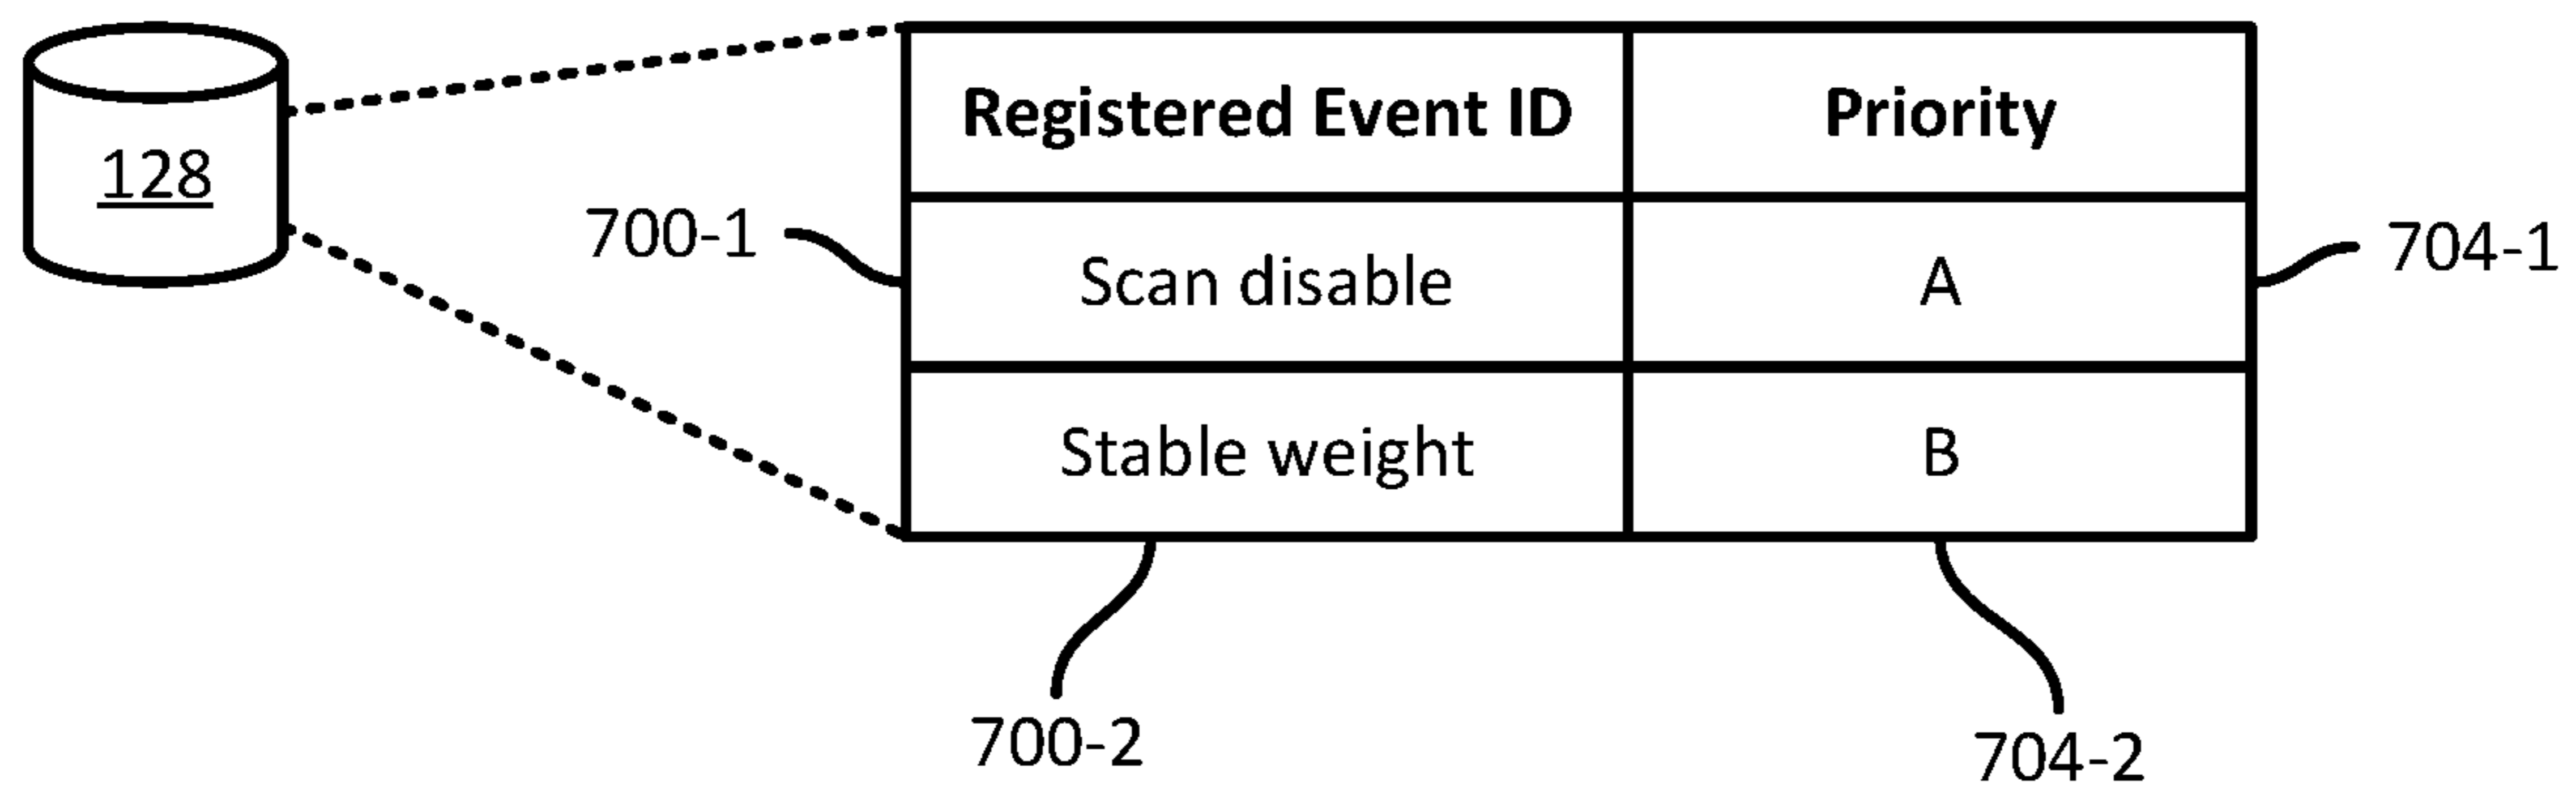 128
Registered Event ID Priority
700-1 Scan disable A 704-1
Stable weight B
700-2 704-2